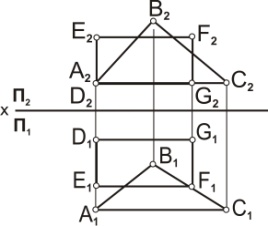 B₂
E₂ F₂
A₂ C₂
D₂ G₂
x П₂
П₁
D₁ G₁
B₁
E₁ F₁
A₁ C₁